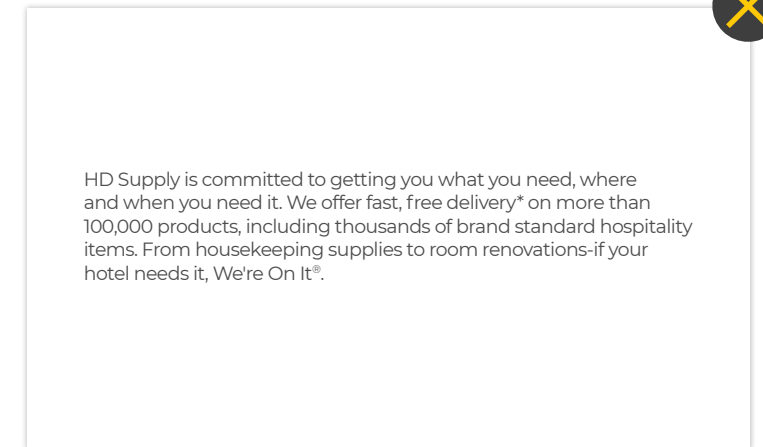 HD Supply is committed to getting you what you need, where
and when you need it. We offer fast, free delivery* on more than
100,000 products, including thousands of brand standard hospitality
items. From housekeeping supplies to room renovations-if your
hotel needs it, We're On It®.